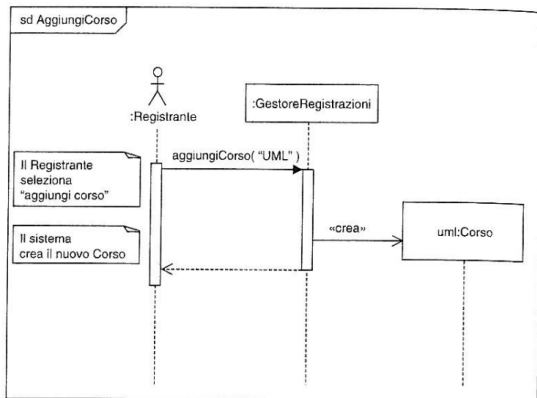 sd AggiungiCorso
:Registrante
:GestoreRegistrazioni
Il Registrante
seleziona
“aggiungi corso”
aggiungiCorso( “UML” )
Il sistema
crea il nuovo Corso
«crea»
uml:Corso